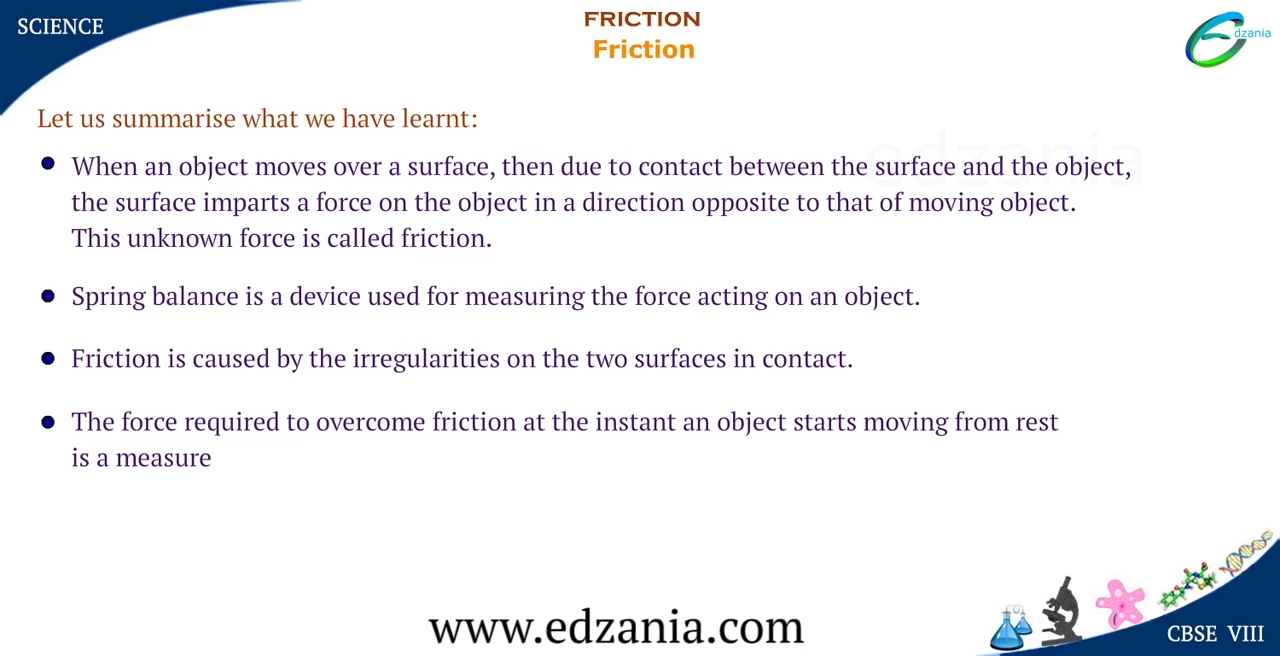 SCIENCE
FRICTION
Friction
dzania
Let us summarise what we have learnt:
When an object moves over a surface, then due to contact between the surface and the object,
the surface imparts a force on the object in a direction opposite to that of moving object.
This unknown force is called friction.
Spring balance is a device used for measuring the force acting on an object.
Friction is caused by the irregularities on the two surfaces in contact.
The force required to overcome friction at the instant an object starts moving from rest
is a measure
edzania
www.edzania.com
CBSE VIII